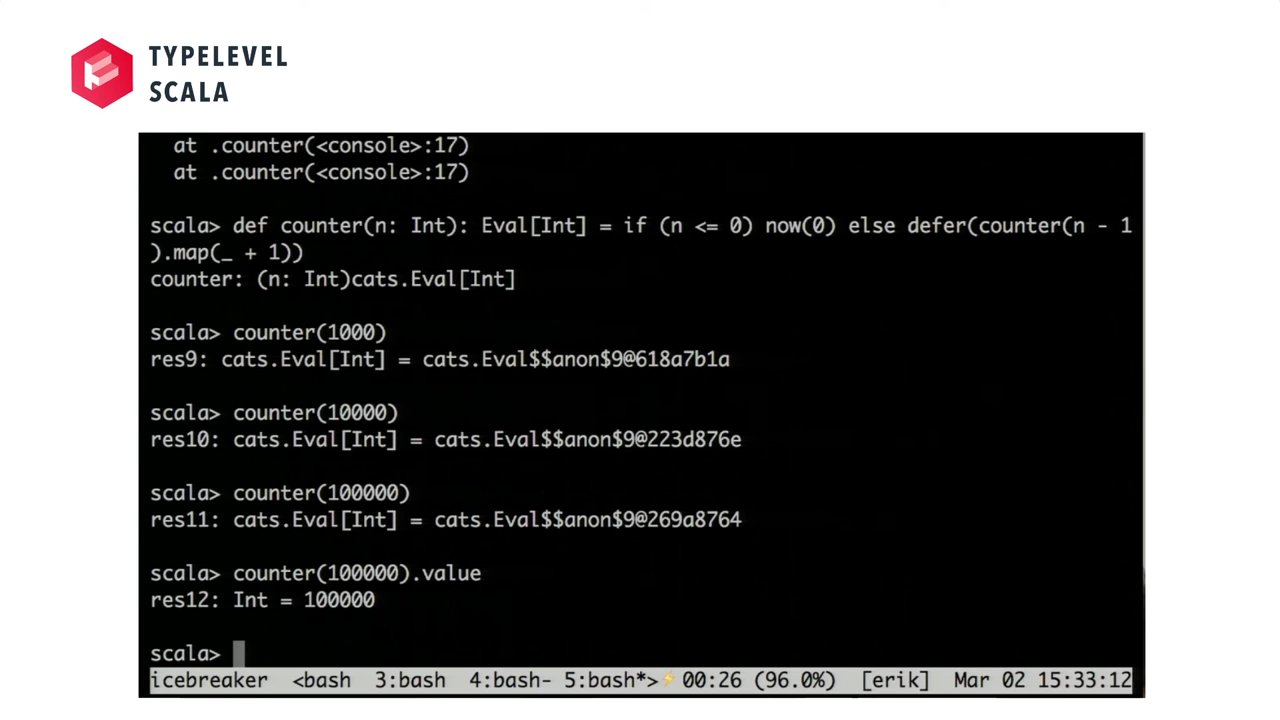 TYPELEVEL
SCALA
at .counter(<console>:17)
at .counter(<console>:17)
scala> def counter(n: Int): Eval[Int] = if (n <= 0) now(0) else defer(counter(n - 1
).map(_ + 1))
counter: (n: Int)cats.Eval[Int]
scala> counter(1000)
res9: cats.Eval[Int] = cats.Eval$$anon$9@618a7b1a
scala> counter(10000)
res10: cats.Eval[Int] = cats.Eval$$anon$9@223d876e
scala> counter(100000)
res11: cats.Eval[Int] = cats.Eval$$anon$9@269a8764
scala> counter(100000).value
res12: Int = 100000
scala>
icebreaker <bash 3:bash 4:bash- 5:bash*>⚡00:26 (96.0%) [erik] Mar 02 15:33:12